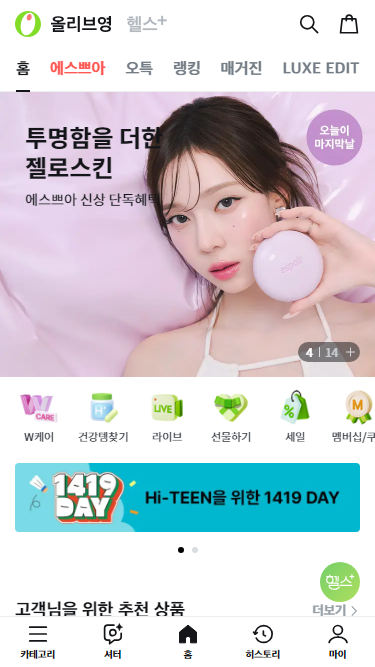 올리브영 헬스+
홈 에스쁘아 오특 랭킹 매거진 LUXE EDIT
투명함을 더한
젤로스킨
에스쁘아 신상 단독혜택
오늘이
마지막날
espoir
4 | 14 +
W CARE
H+
LIVE
%
M
W케어 건강템찾기 라이브 선물하기 세일 멤버십/쿠
1419
DAY
Hi-TEEN을 위한 1419 DAY
헬스+
고객님을 위한 추천 상품 더보기 >
카테고리 셔터 홈 히스토리 마이